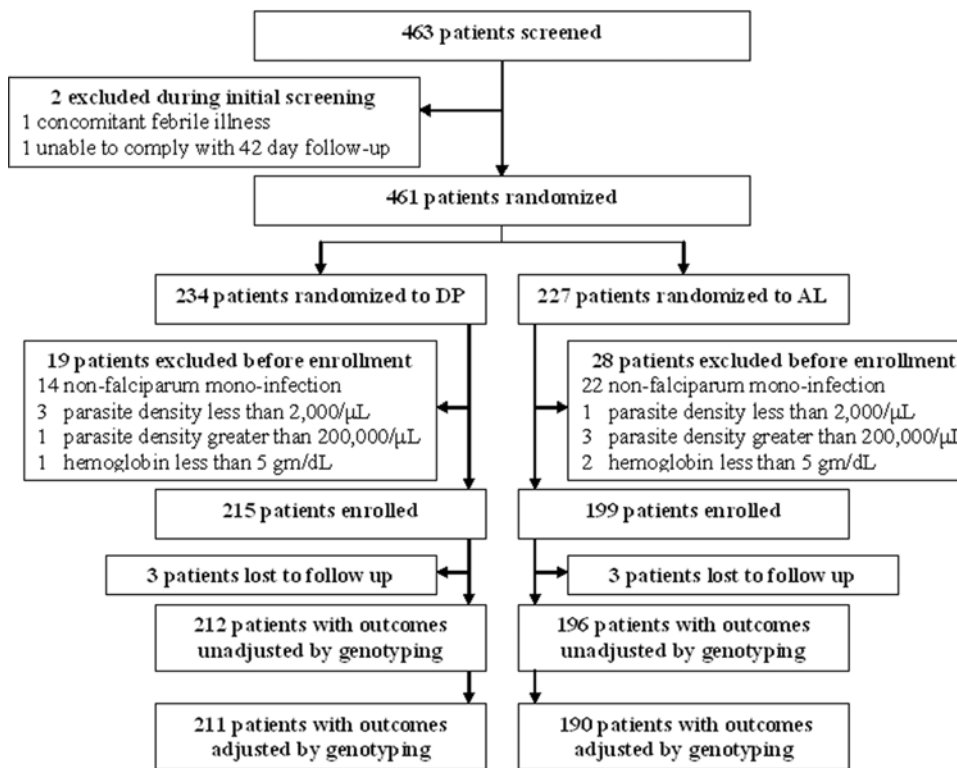 463 patients screened
2 excluded during initial screening
1 concomitant febrile illness
1 unable to comply with 42 day follow-up
461 patients randomized
234 patients randomized to DP
227 patients randomized to AL
19 patients excluded before enrollment
14 non-falciparum mono-infection
3 parasite density less than 2,000/µL
1 parasite density greater than 200,000/µL
1 hemoglobin less than 5 gm/dL
28 patients excluded before enrollment
22 non-falciparum mono-infection
1 parasite density less than 2,000/µL
3 parasite density greater than 200,000/µL
2 hemoglobin less than 5 gm/dL
215 patients enrolled
199 patients enrolled
3 patients lost to follow up
3 patients lost to follow up
212 patients with outcomes
unadjusted by genotyping
196 patients with outcomes
unadjusted by genotyping
211 patients with outcomes
adjusted by genotyping
190 patients with outcomes
adjusted by genotyping